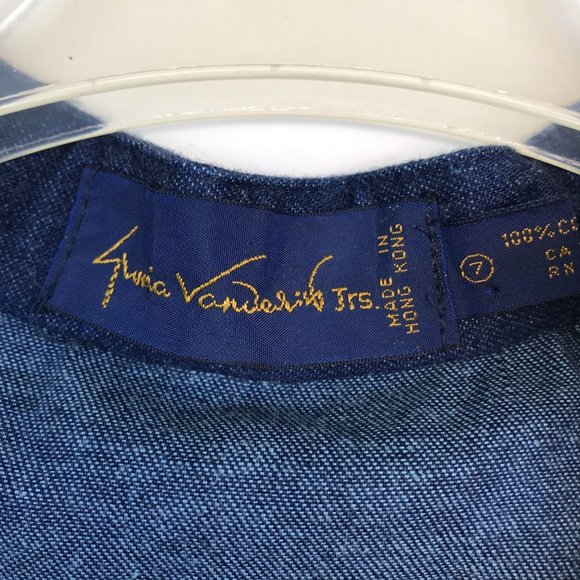 Gloria Vanderbilt Jrs.
MADE IN
HONG KONG
7
100% CO
CA
RN